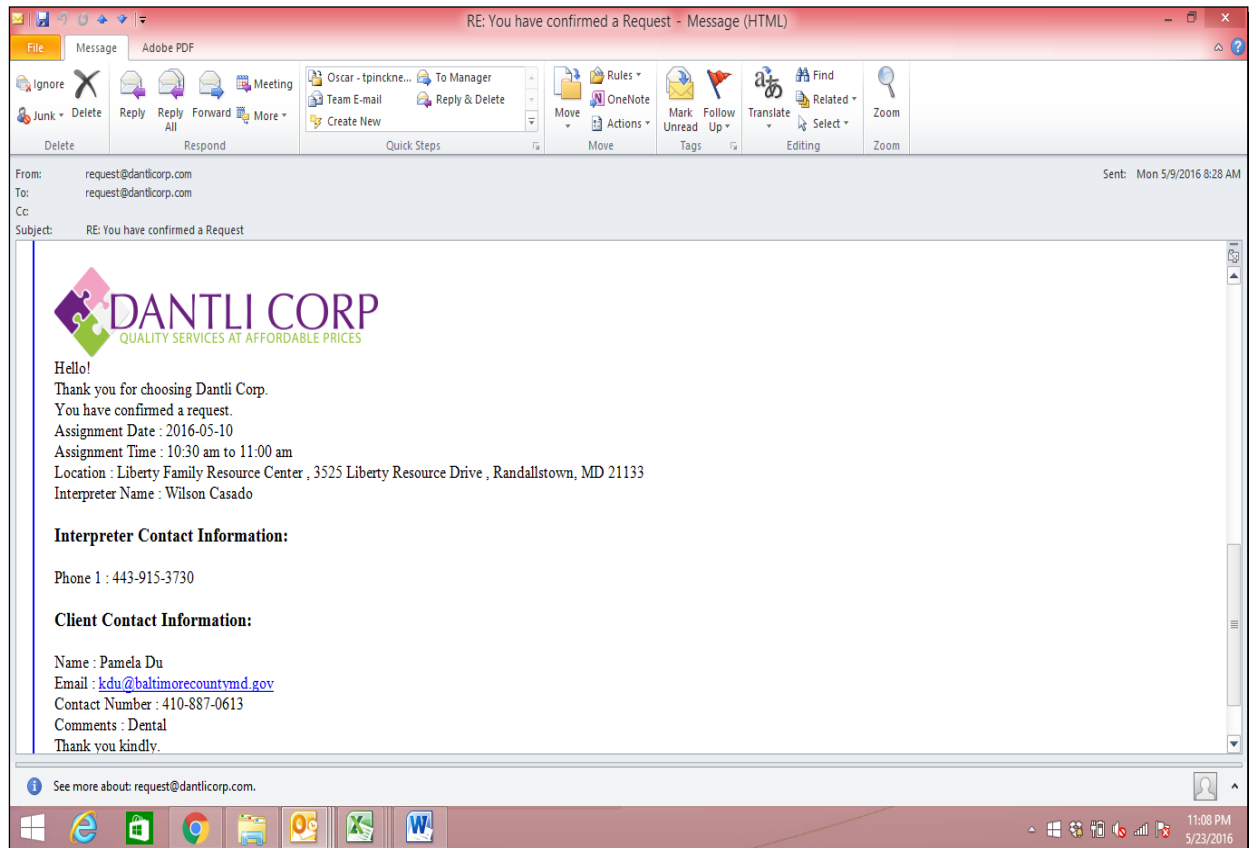 RE: You have confirmed a Request - Message (HTML)
File Message Adobe PDF
Ignore
Junk
Delete
Reply
Reply All
Forward
Meeting
More
Oscar - tpinckne...
Team E-mail
Create New
To Manager
Reply & Delete
Move
Rules
OneNote
Actions
Mark Unread
Follow Up
Translate
Find
Related
Select
Zoom
Delete Respond Quick Steps Move Tags Editing Zoom
From: request@dantlicorp.com Sent: Mon 5/9/2016 8:28 AM
To: request@dantlicorp.com
Cc:
Subject: RE: You have confirmed a Request
DANTLI CORP
QUALITY SERVICES AT AFFORDABLE PRICES
Hello!
Thank you for choosing Dantli Corp.
You have confirmed a request.
Assignment Date : 2016-05-10
Assignment Time : 10:30 am to 11:00 am
Location : Liberty Family Resource Center , 3525 Liberty Resource Drive , Randallstown, MD 21133
Interpreter Name : Wilson Casado
Interpreter Contact Information:
Phone 1 : 443-915-3730
Client Contact Information:
Name : Pamela Du
Email : kdu@baltimorecountymd.gov
Contact Number : 410-887-0613
Comments : Dental
Thank you kindly.
See more about: request@dantlicorp.com.
11:08 PM
5/23/2016